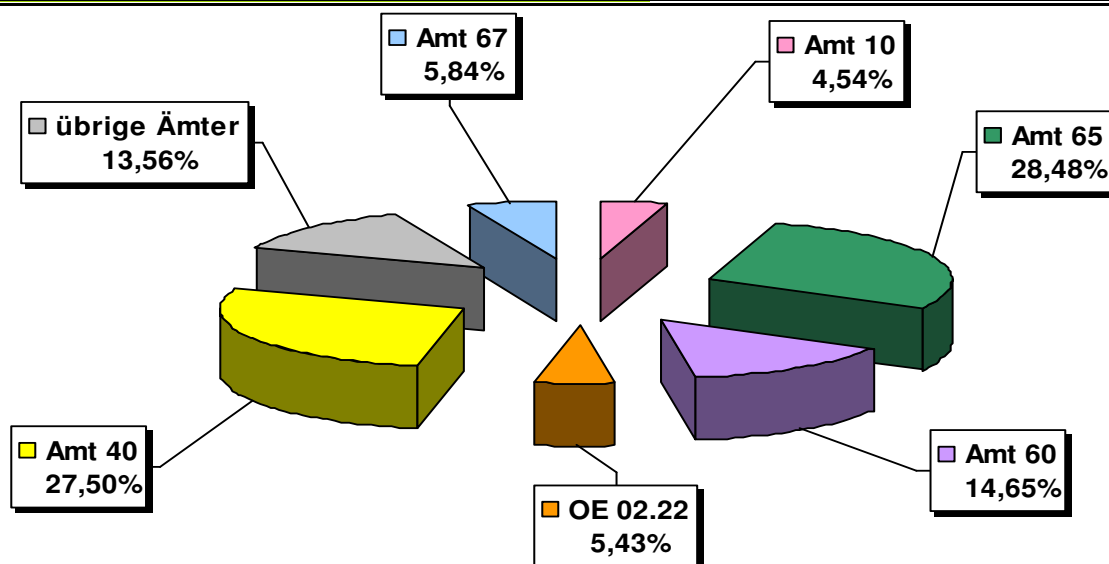 Amt 67
5,84%
Amt 10
4,54%
übrige Ämter
13,56%
Amt 65
28,48%
Amt 40
27,50%
Amt 60
14,65%
OE 02.22
5,43%